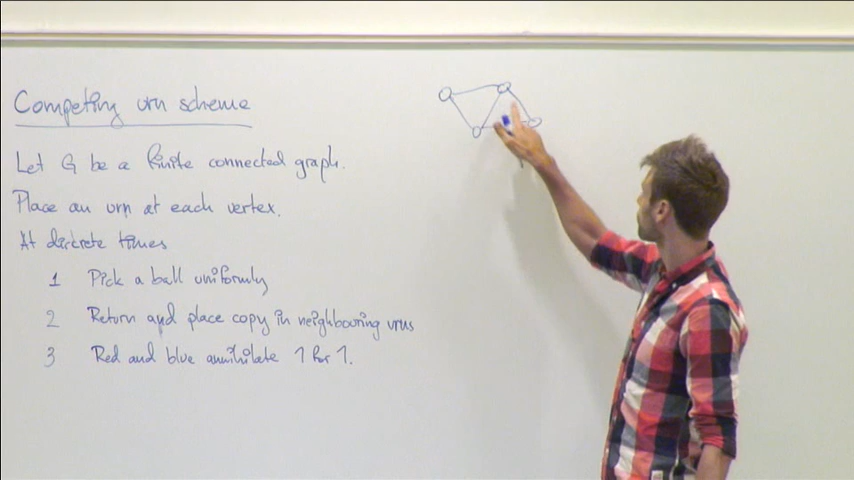 Competing urn scheme
Let G be a finite connected graph.
Place an urn at each vertex.
At discrete times
1 Pick a ball uniformly
2 Return and place copy in neighbouring urns
3 Red and blue annihilate 1 for 1.